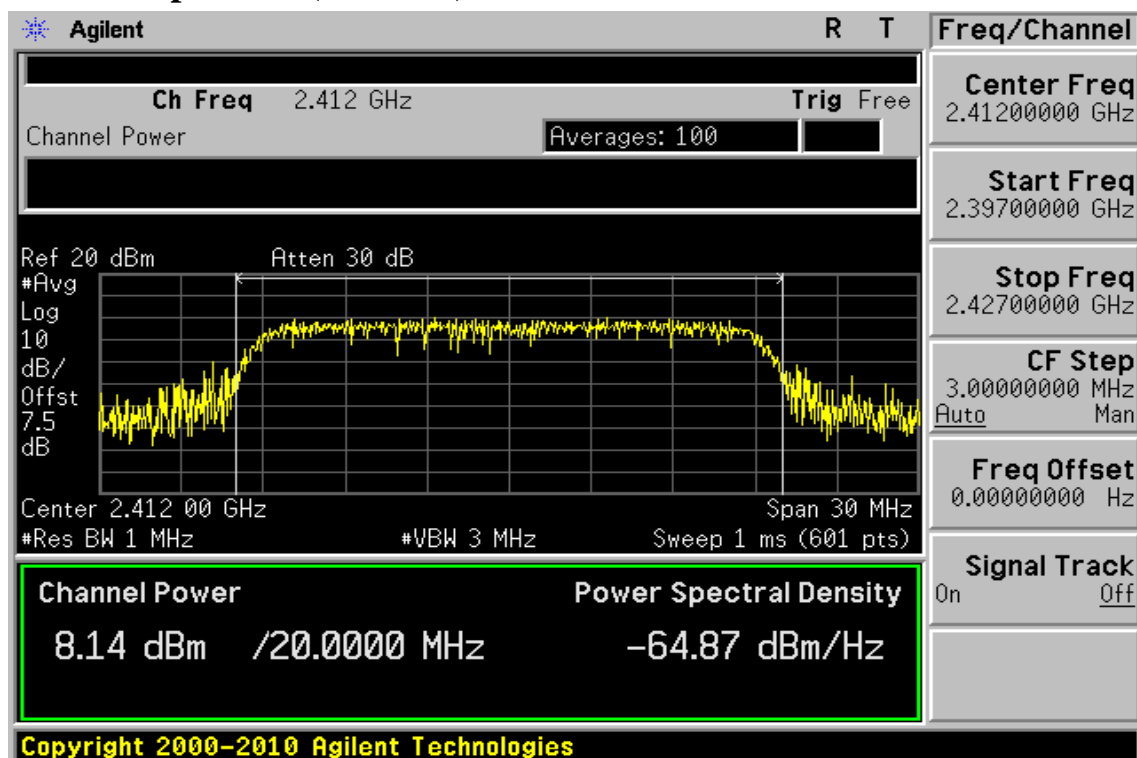 Agilent R T
Ch Freq 2.412 GHz Trig Free
Channel Power Averages: 100
Ref 20 dBm Atten 30 dB
#Avg
Log
10
dB/
Offst
7.5
dB
Center 2.412 00 GHz Span 30 MHz
#Res BW 1 MHz #VBW 3 MHz Sweep 1 ms (601 pts)
Channel Power Power Spectral Density
8.14 dBm /20.0000 MHz -64.87 dBm/Hz
Copyright 2000-2010 Agilent Technologies
Freq/Channel
Center Freq
2.41200000 GHz
Start Freq
2.39700000 GHz
Stop Freq
2.42700000 GHz
CF Step
3.00000000 MHz
Auto Man
Freq Offset
0.00000000 Hz
Signal Track
On Off